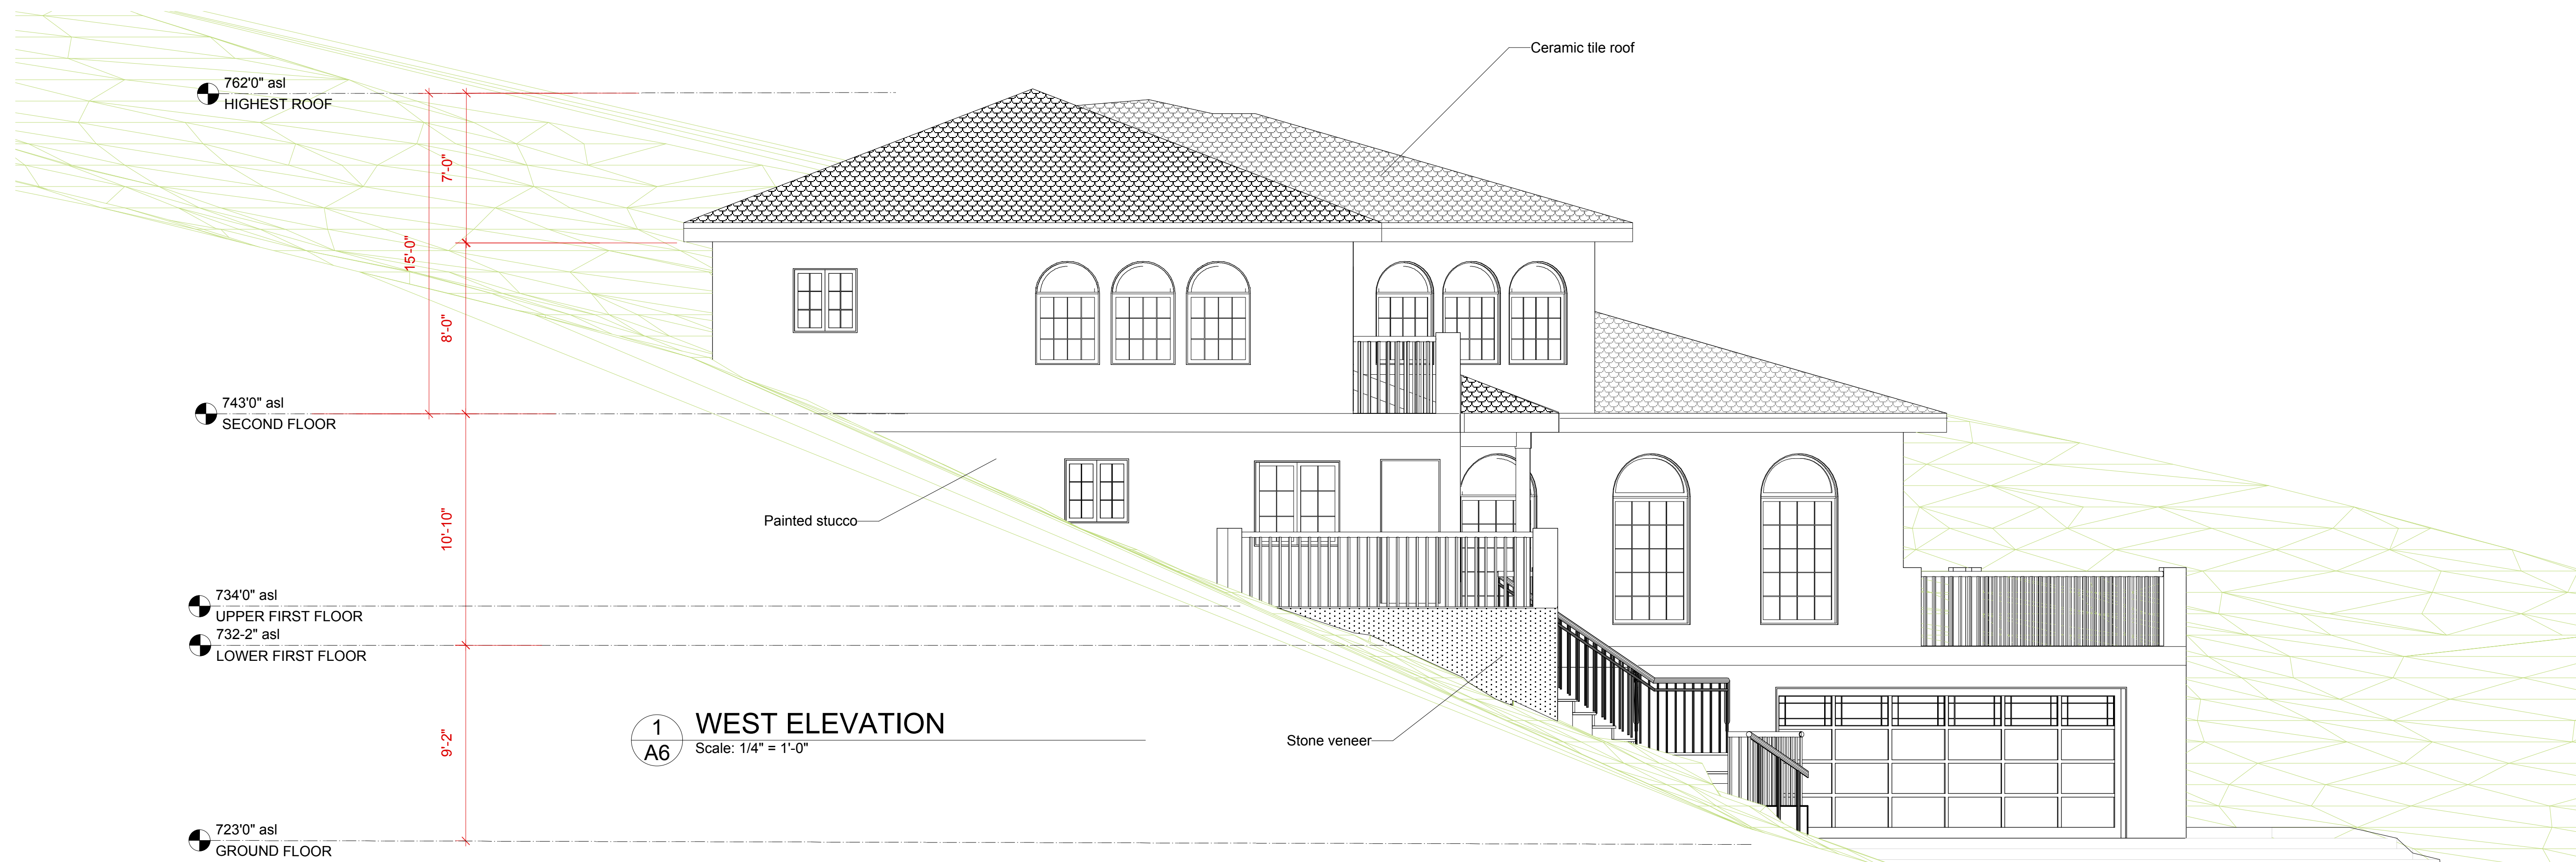 Ceramic tile roof
762'0" asl
HIGHEST ROOF
7'-0"
15'-0"
8'-0"
743'0" asl
SECOND FLOOR
10'-10"
Painted stucco
734'0" asl
UPPER FIRST FLOOR
732-2" asl
LOWER FIRST FLOOR
9'-2"
1
A6
WEST ELEVATION
Scale: 1/4" = 1'-0"
Stone veneer
723'0" asl
GROUND FLOOR